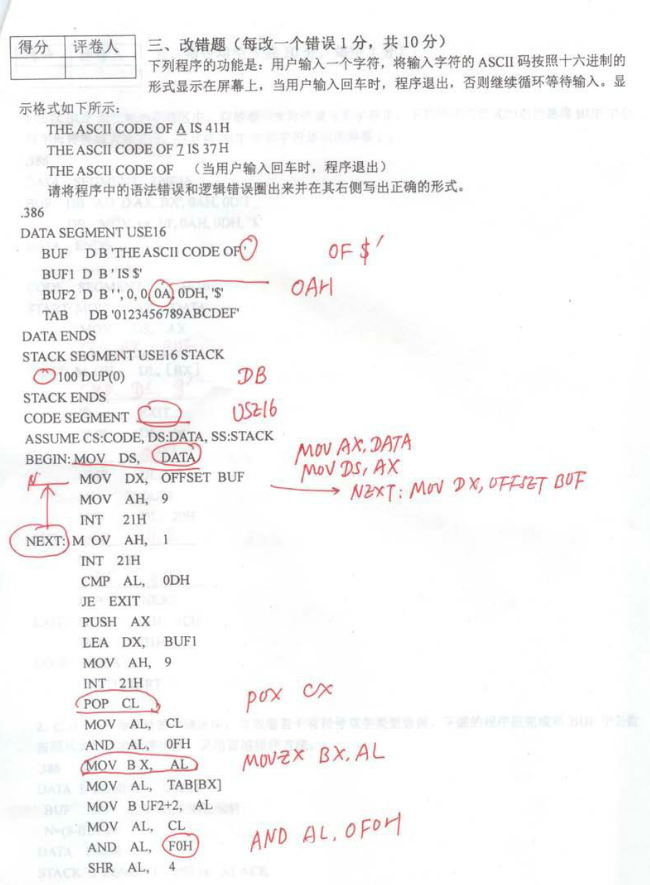 得分 评卷人 三、改错题（每改一个错误 1 分，共 10 分）
下列程序的功能是：用户输入一个字符，将输入字符的 ASCII 码按照十六进制的
形式显示在屏幕上，当用户输入回车时，程序退出，否则继续循环等待输入。显
示格式如下所示：
THE ASCII CODE OF A IS 41H
THE ASCII CODE OF 7 IS 37H
THE ASCII CODE OF （当用户输入回车时，程序退出）
请将程序中的语法错误和逻辑错误圈出来并在其右侧写出正确的形式。
.386
DATA SEGMENT USE16
BUF D B 'THE ASCII CODE OF ' OF $'
BUF1 D B ' IS $'
BUF2 D B ' ', 0, 0, 0A, 0DH, '$' 0AH
TAB DB '0123456789ABCDEF'
DATA ENDS
STACK SEGMENT USE16 STACK
100 DUP(0) DB
STACK ENDS
CODE SEGMENT USE16
ASSUME CS:CODE, DS:DATA, SS:STACK
BEGIN: MOV DS, DATA MOV AX, DATA
MOV DS, AX
N MOV DX, OFFSET BUF NEXT: MOV DX, OFFSET BUF
MOV AH, 9
INT 21H
NEXT: M OV AH, 1
INT 21H
CMP AL, 0DH
JE EXIT
PUSH AX
LEA DX, BUF1
MOV AH, 9
INT 21H
POP CL pox cx
MOV AL, CL
AND AL, 0FH
MOV B X, AL MOVZX BX, AL
MOV AL, TAB[BX]
MOV B UF2+2, AL
MOV AL, CL
AND AL, F0H AND AL, 0F0H
SHR AL, 4